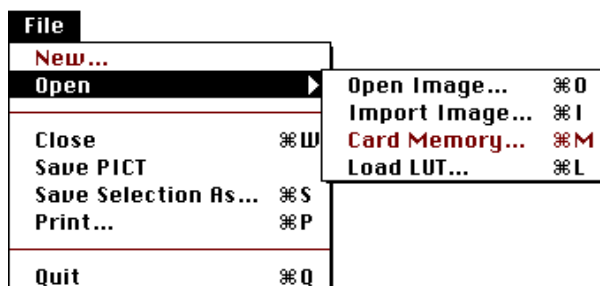 File
New...
Open
Open Image... ⌘O
Import Image... ⌘I
Card Memory... ⌘M
Load LUT... ⌘L
Close ⌘W
Save PICT
Save Selection As... ⌘S
Print... ⌘P
Quit ⌘Q